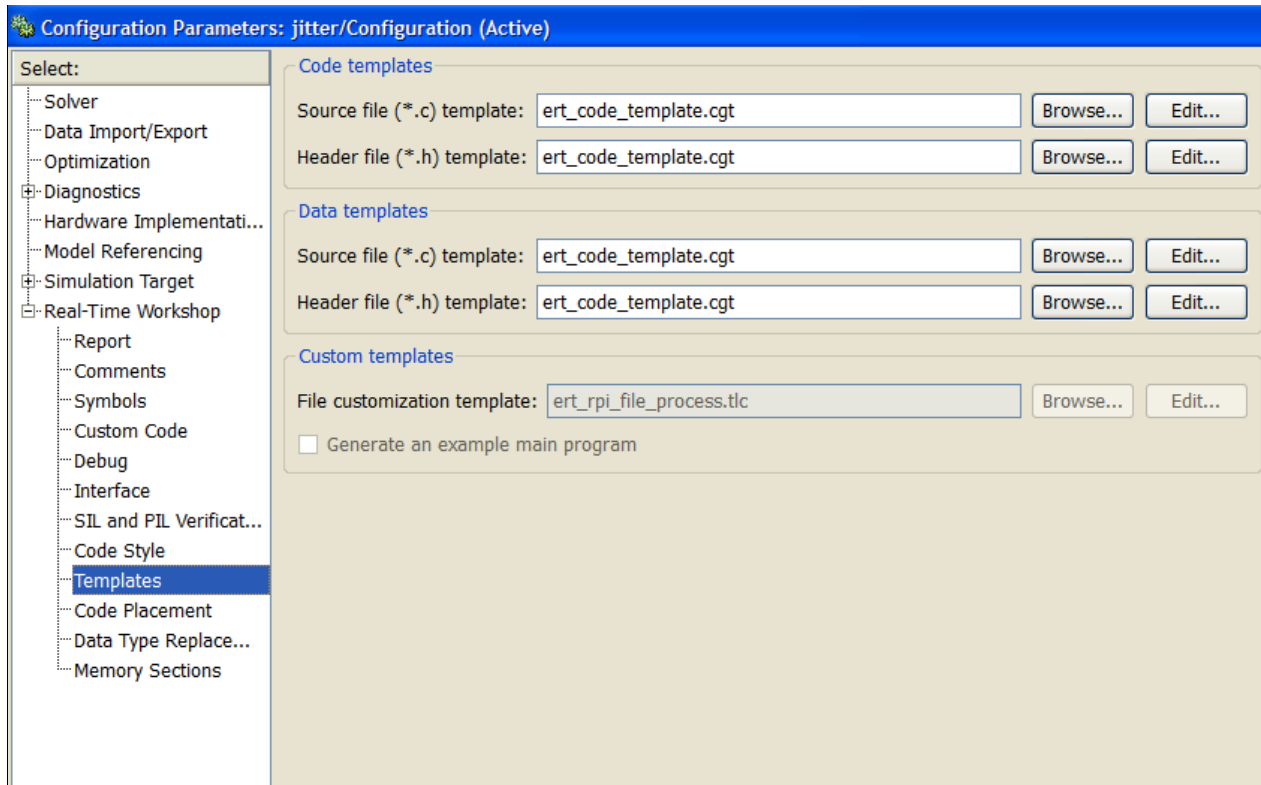 Configuration Parameters: jitter/Configuration (Active)
Select:
Solver
Data Import/Export
Optimization
Diagnostics
Hardware Implementati...
Model Referencing
Simulation Target
Real-Time Workshop
Report
Comments
Symbols
Custom Code
Debug
Interface
SIL and PIL Verificat...
Code Style
Templates
Code Placement
Data Type Replace...
Memory Sections
Code templates
Source file (*.c) template: ert_code_template.cgt Browse... Edit...
Header file (*.h) template: ert_code_template.cgt Browse... Edit...
Data templates
Source file (*.c) template: ert_code_template.cgt Browse... Edit...
Header file (*.h) template: ert_code_template.cgt Browse... Edit...
Custom templates
File customization template: ert_rpi_file_process.tlc Browse... Edit...
Generate an example main program